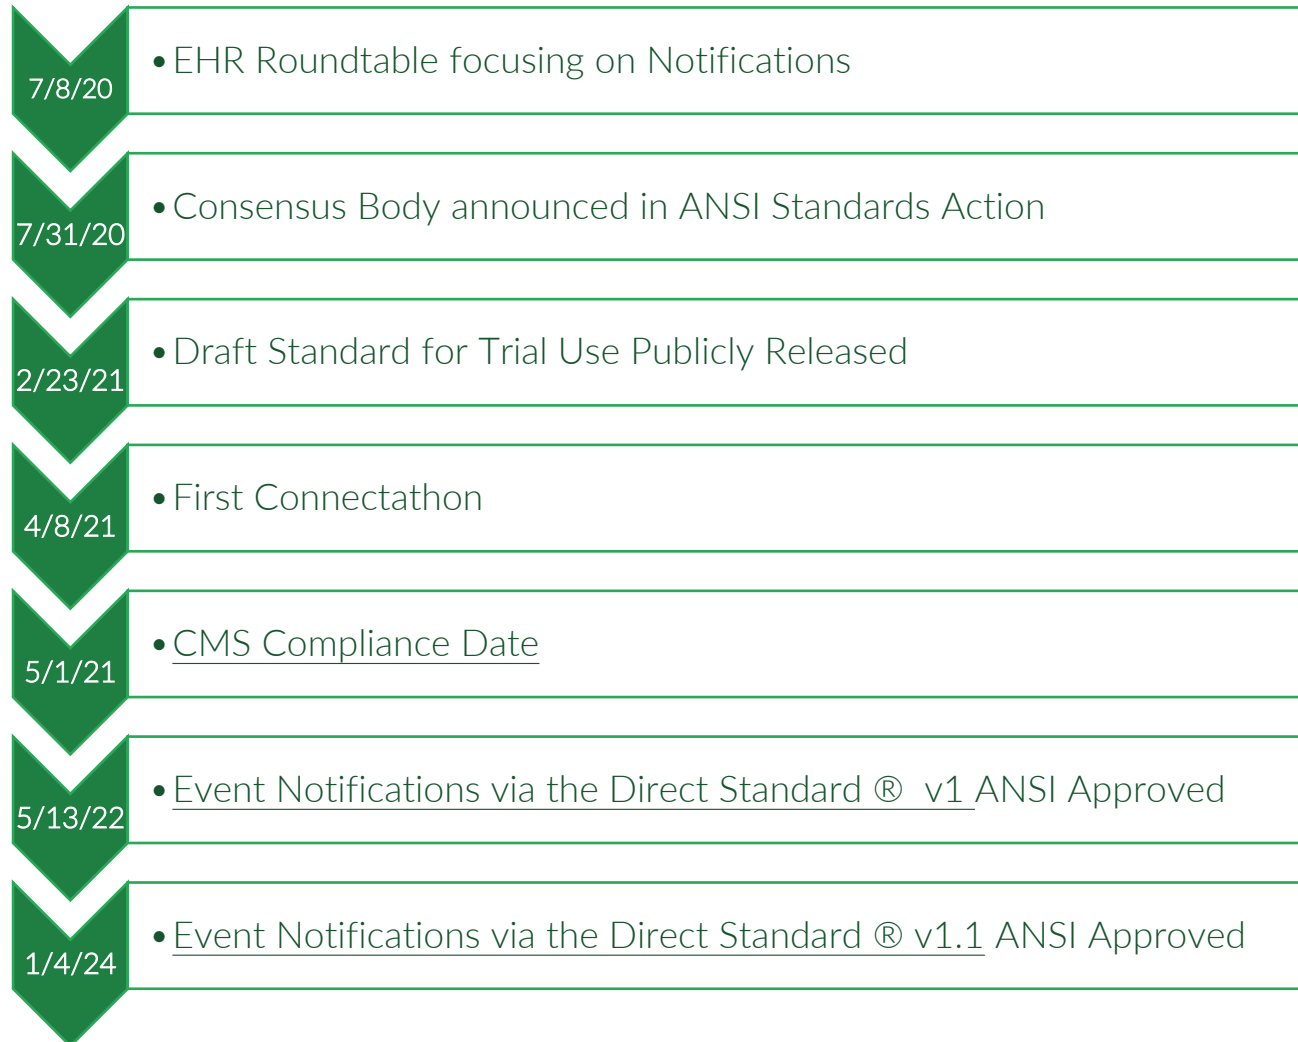 7/8/20
• EHR Roundtable focusing on Notifications
7/31/20
• Consensus Body announced in ANSI Standards Action
2/23/21
• Draft Standard for Trial Use Publicly Released
4/8/21
• First Connectathon
5/1/21
• CMS Compliance Date
5/13/22
• Event Notifications via the Direct Standard ® v1 ANSI Approved
1/4/24
• Event Notifications via the Direct Standard ® v1.1 ANSI Approved